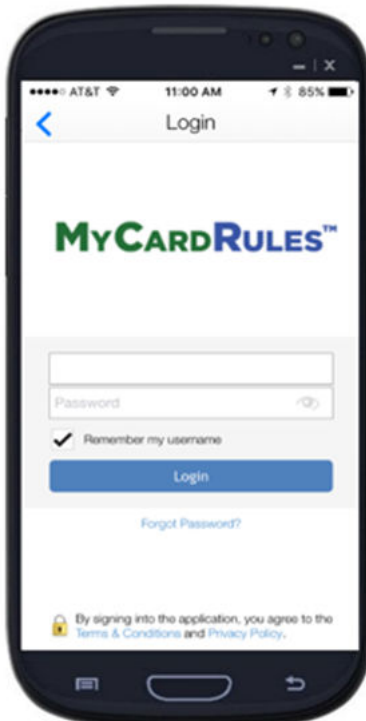 AT&T 11:00 AM 85%
Login
MYCARDRULES™
Password
Remember my username
Login
Forgot Password?
By signing into the application, you agree to the
Terms & Conditions and Privacy Policy.